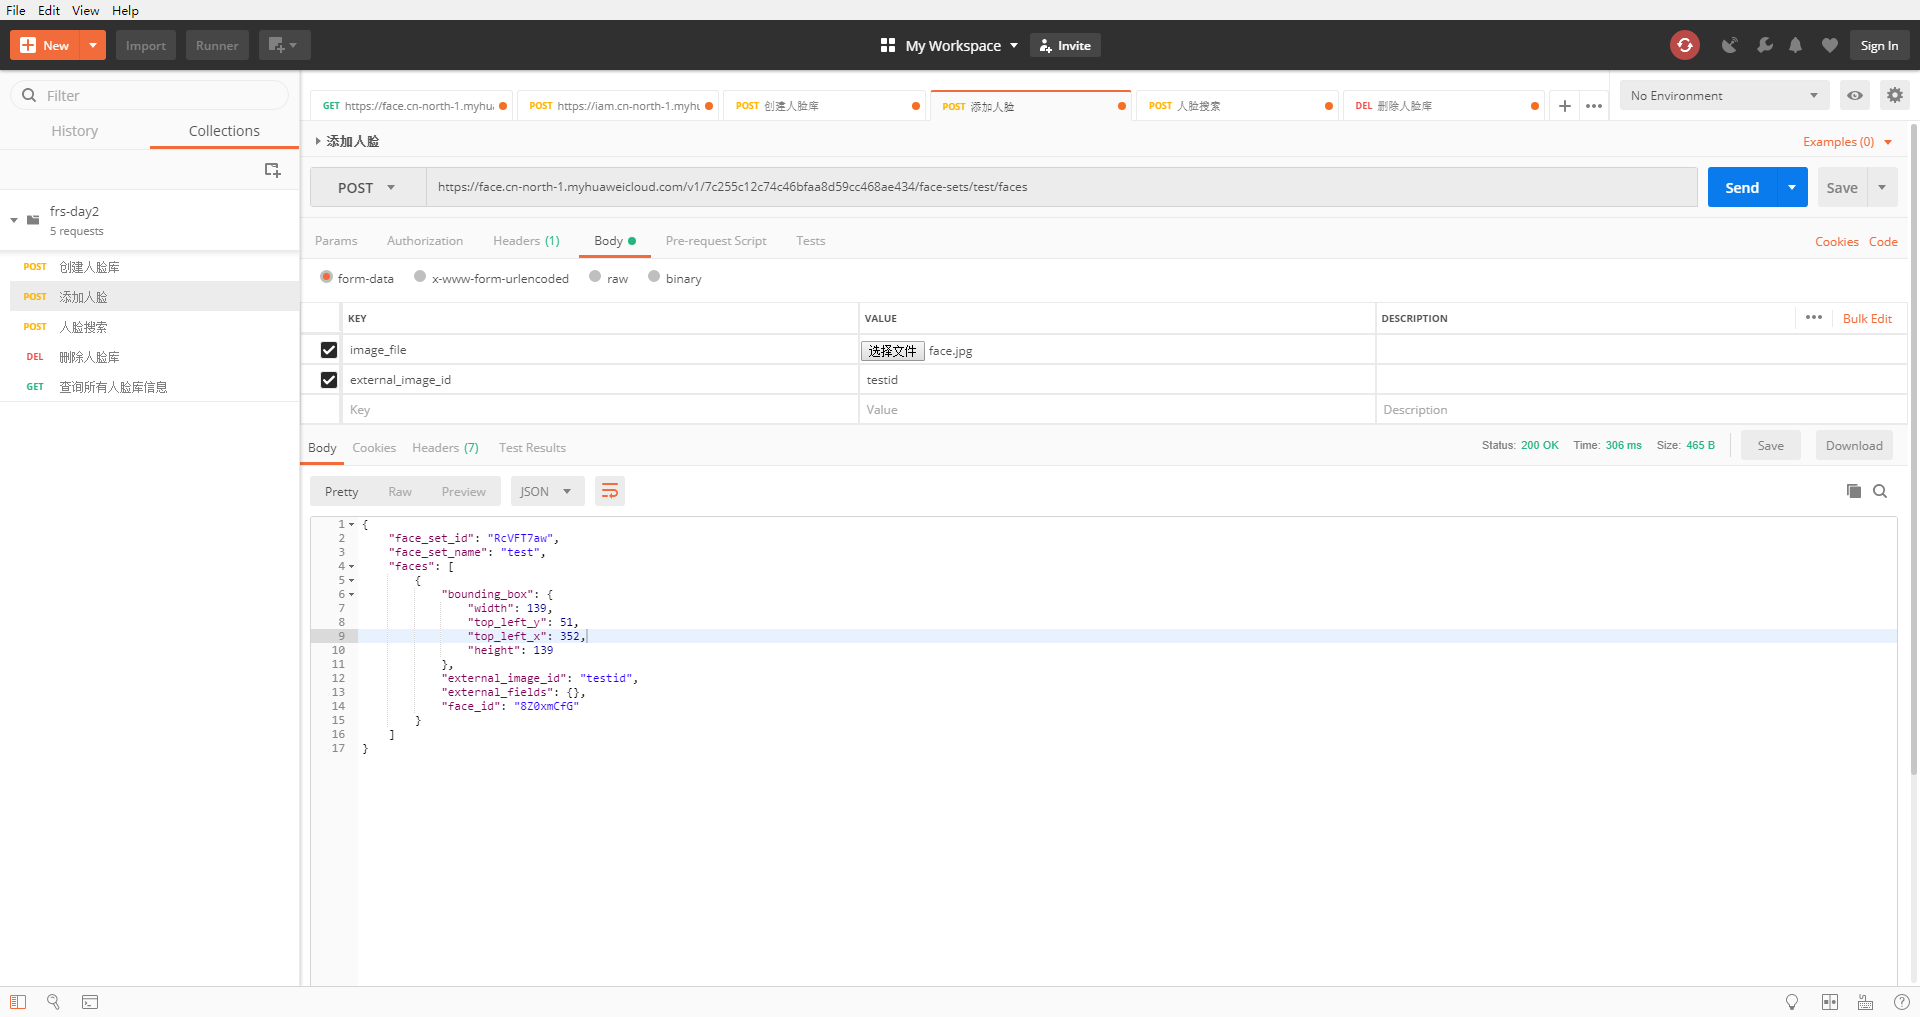 File Edit View Help
New Import Runner My Workspace Invite Sign In
Filter
History Collections
frs-day2
5 requests
POST 创建人脸库
POST 添加人脸
POST 人脸搜索
DEL 删除人脸库
GET 查询所有人脸库信息
GET https://face.cn-north-1.myhu POST https://iam.cn-north-1.myh POST 创建人脸库 POST 添加人脸 POST 人脸搜索 DEL 删除人脸库 No Environment
添加人脸 Examples (0)
POST https://face.cn-north-1.myhuaweicloud.com/v1/7c255c12c74c46bfaa8d59cc468ae434/face-sets/test/faces Send Save
Params Authorization Headers (1) Body Pre-request Script Tests Cookies Code
form-data x-www-form-urlencoded raw binary
KEY VALUE DESCRIPTION Bulk Edit
image_file 选择文件 face.jpg
external_image_id testid
Key Value Description
Body Cookies Headers (7) Test Results Status: 200 OK Time: 306 ms Size: 465 B Save Download
Pretty Raw Preview JSON
1 {
2 "face_set_id": "RcVFT7aw",
3 "face_set_name": "test",
4 "faces": [
5 {
6 "bounding_box": {
7 "width": 139,
8 "top_left_y": 51,
9 "top_left_x": 352,
10 "height": 139
11 },
12 "external_image_id": "testid",
13 "external_fields": {},
14 "face_id": "8Z0xmCfG"
15 }
16 ]
17 }